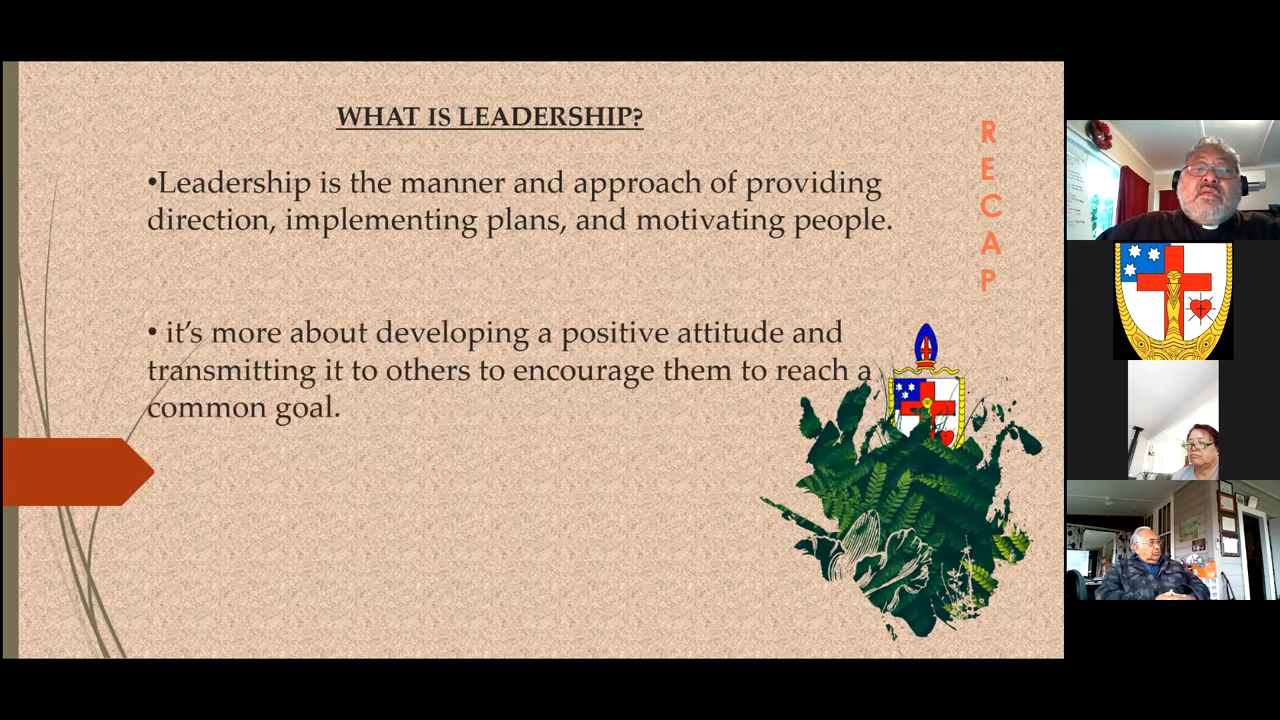 WHAT IS LEADERSHIP?
•Leadership is the manner and approach of providing
direction, implementing plans, and motivating people.
• it’s more about developing a positive attitude and
transmitting it to others to encourage them to reach a
common goal.
R
E
C
A
P